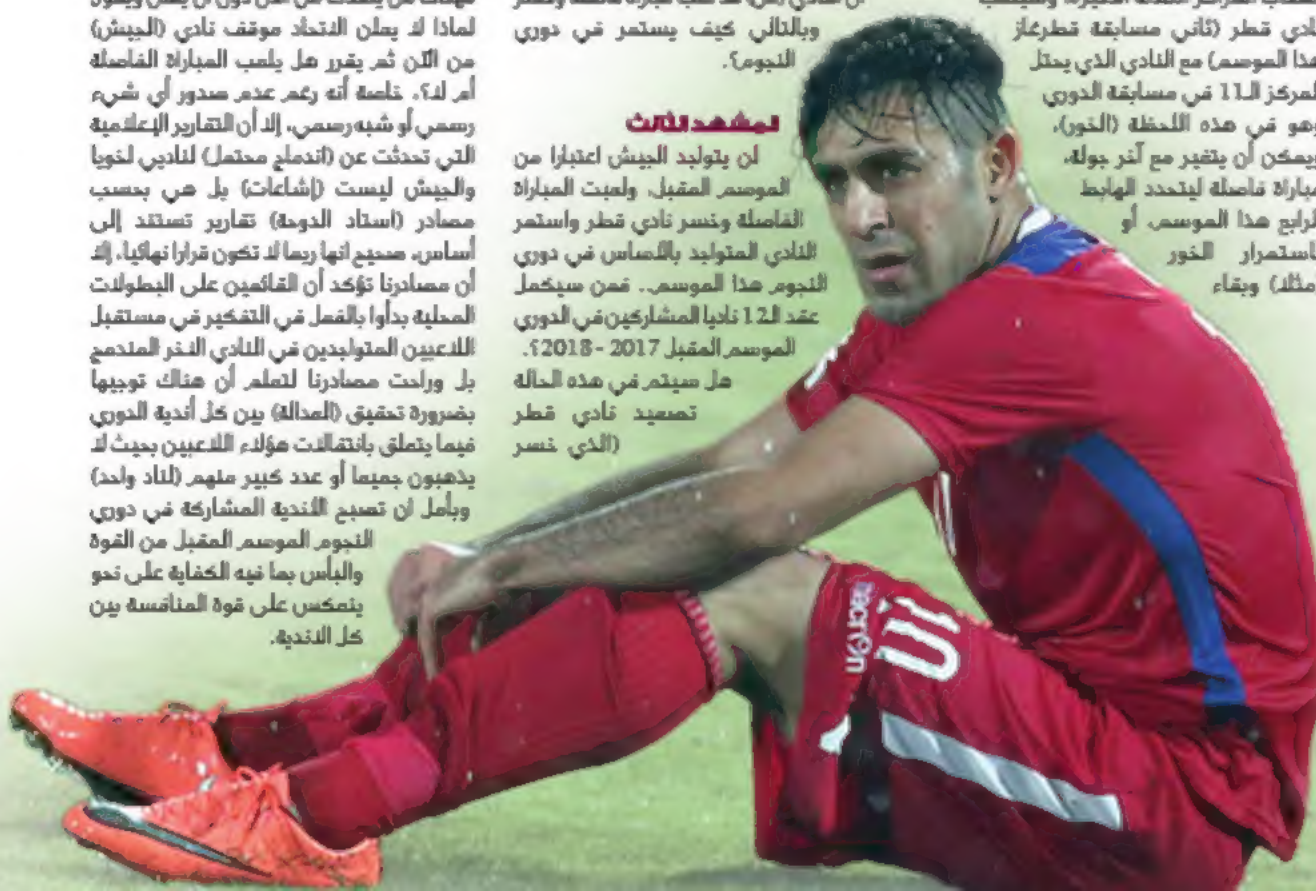 نادي قطر (ثاني مسابقة قطرغاز
هذا الموسم) مع النادي الذي يحتل
المركز الـ11 في مسابقة الدوري
وهو في هذه اللحظة (الخور)،
ويمكن أن يتغير مع آخر جولة،
مباراة فاصلة ليتحدد الهابط
الرابع هذا الموسم، أو
باستمرار الخور
(مثلا) وبقاء
وبالتالي كيف يستمر في دوري
النجوم؟.
المشهد الثالث
لن يتواجد الجيش اعتبارا من
الموسم المقبل، ولعبت المباراة
الفاصلة وخسر نادي قطر واستمر
النادي المتواجد بالأساس في دوري
النجوم هذا الموسم.. فمن سيكمل
عقد الـ12 ناديا المشاركين في الدوري
الموسم المقبل 2017 - 2018؟.
هل سيتم في هذه الحالة
تصعيد نادي قطر
(الذي خسر
لماذا لا يعلن الاتحاد موقف نادي (الجيش)
من الآن ثم يقرر هل يلعب المباراة الفاصلة
أم لا؟. خاصة أنه رغم عدم صدور أي شيء
رسمي أو شبه رسمي، إلا أن التقارير الإعلامية
التي تحدثت عن (اندماج محتمل) لناديي لخويا
والجيش ليست (إشاعات) بل هي بحسب
مصادر (استاد الدوحة) تقارير تستند إلى
أساس، صحيح انها ربما لا تكون قرارا نهائيا، إلا
أن مصادرنا تؤكد أن القائمين على البطولات
المحلية بدأوا بالفعل في التفكير في مستقبل
اللاعبين المتواجدين في النادي الاخر المندمج
بل وراحت مصادرنا لتعلم أن هناك توجيها
بضرورة تحقيق (العدالة) بين كل أندية الدوري
فيما يتعلق بانتقالات هؤلاء اللاعبين بحيث لا
يذهبون جميعا أو عدد كبير منهم (لناد واحد)
وبأمل ان تصبح الأندية المشاركة في دوري
النجوم الموسم المقبل من القوة
والبأس بما فيه الكفاية على نحو
ينعكس على قوة المنافسة بين
كل الاندية.
macron